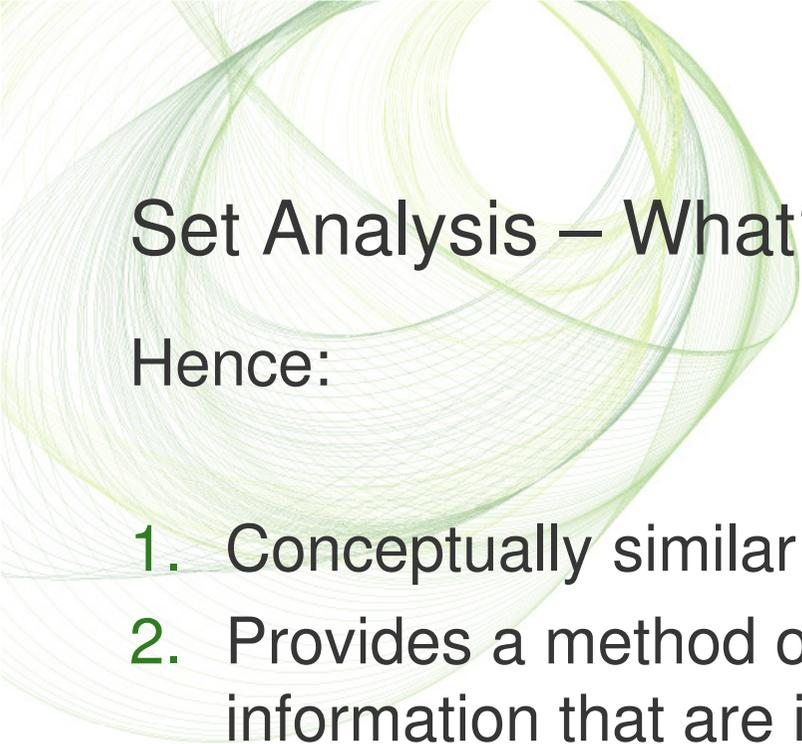 Set Analysis – What'
Hence:
1. Conceptually similar
2. Provides a method o
information that are i